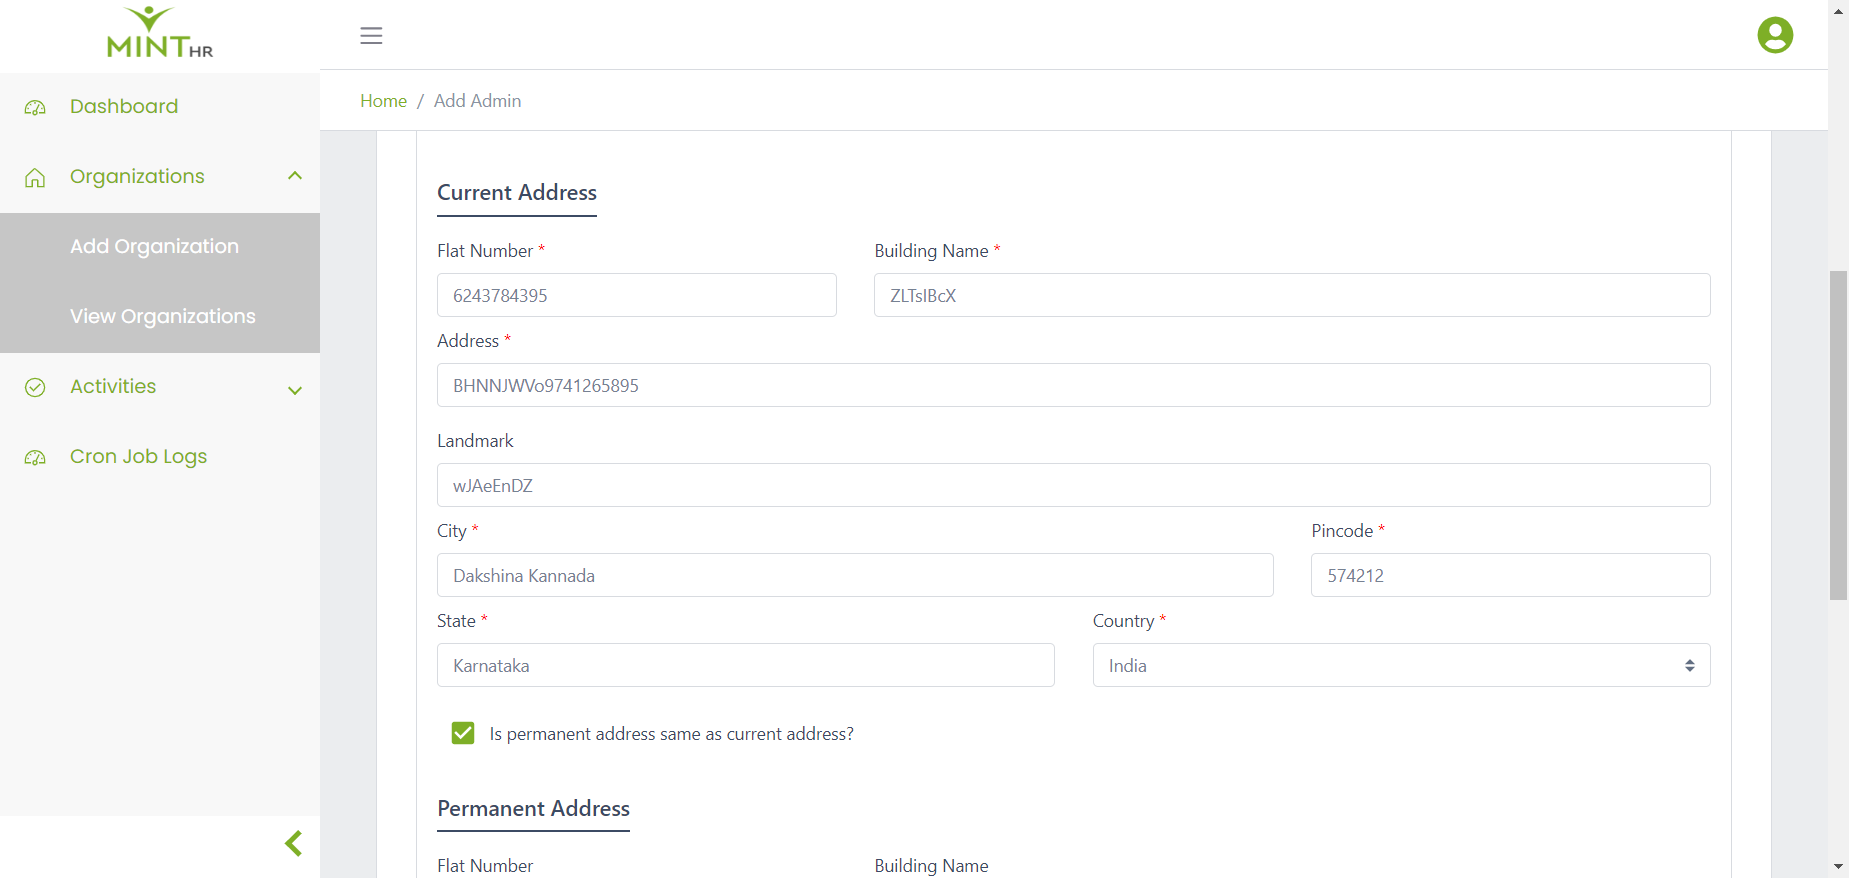 MINT HR
Home / Add Admin
Dashboard
Organizations
Add Organization
View Organizations
Activities
Cron Job Logs
Current Address
Flat Number * Building Name *
6243784395 ZLTsIBcX
Address *
BHNNJWVo9741265895
Landmark
wJAeEnDZ
City * Pincode *
Dakshina Kannada 574212
State * Country *
Karnataka India
Is permanent address same as current address?
Permanent Address
Flat Number Building Name